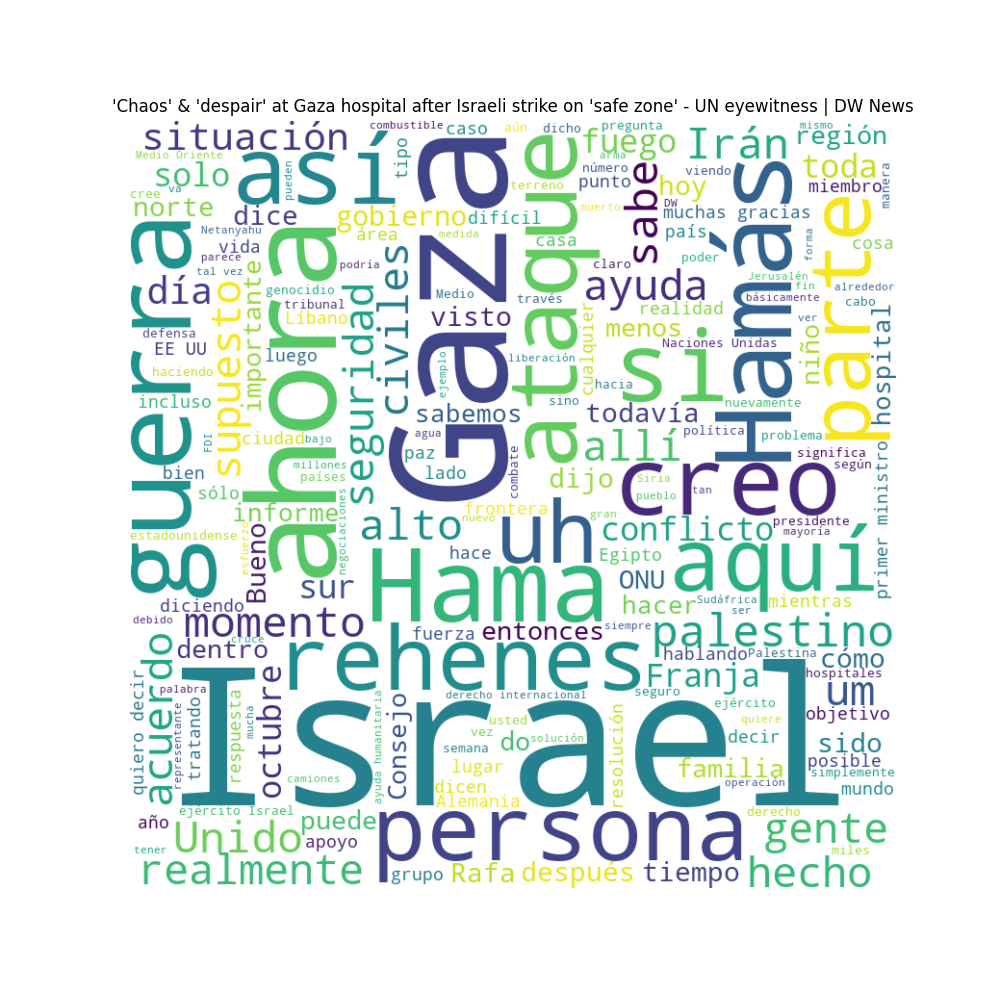 'Chaos' & 'despair' at Gaza hospital after Israeli strike on 'safe zone' - UN eyewitness | DW News
situación
combustible
caso
aún
dicho
pregunta
mismo
Medio Oriente
solo
así
tipo
Gaza
ataque
fuego
Irán
región
arma
número
viendo
toda
cree
va
pueden
terreno
punto
sabe
hoy
miembro
manera
norte
dice
gobierno
difícil
muerto
DW
muchas gracias
Hamás
parte
Netanyahu
vida
área
medida
casa
país
poder
forma
cosa
guerra
ahora
parece
tal vez
podría
civiles
claro
Jerusalén
fin
alrededor
día
supuesto
importante
genocidio
tribunal
Líbano
seguridad
Medio
través
ayuda
básicamente
cabo
visto
realidad
ver
defensa
EE UU
luego
menos
Naciones Unidas
niño
hospital
haciendo
ejemplo
liberación
cualquier
hacia
si
incluso
sabemos
sino
todavía
nuevamente
ciudad
bajo
FDI
agua
paz
combate
allí
política
problema
bien
millones
países
lado
dijo
creo
significa
según
sólo
informe
negociaciones
Siria
pueblo
tan
primer ministro
frontera
nuevo
gran
estadounidense
esfuerzo
Bueno
alto
uh
conflicto
presidente
mayoría
hace
Egipto
aquí
sur
Hama
ONU
Sudáfrica
ser
mientras
diciendo
hacer
debido
momento
cruce
fuerza
entonces
siempre
palestino
dentro
rehenes
hablando
Palestina
cómo
quiero decir
acuerdo
palabra
representante
tratando
respuesta
mucha
octubre
Israel
Franja
hospitales
derecho internacional
seguro
um
ayuda humanitaria
Consejo
usted
ejército
quiere
objetivo
vez
do
solución
resolución
decir
sido
semana
lugar
familia
posible
camiones
dicen
operación
simplemente
mundo
Alemania
año
ejército Israel
puede
persona
derecho
gente
Unido
apoyo
tener
miles
realmente
grupo
Rafa
después
tiempo
hecho